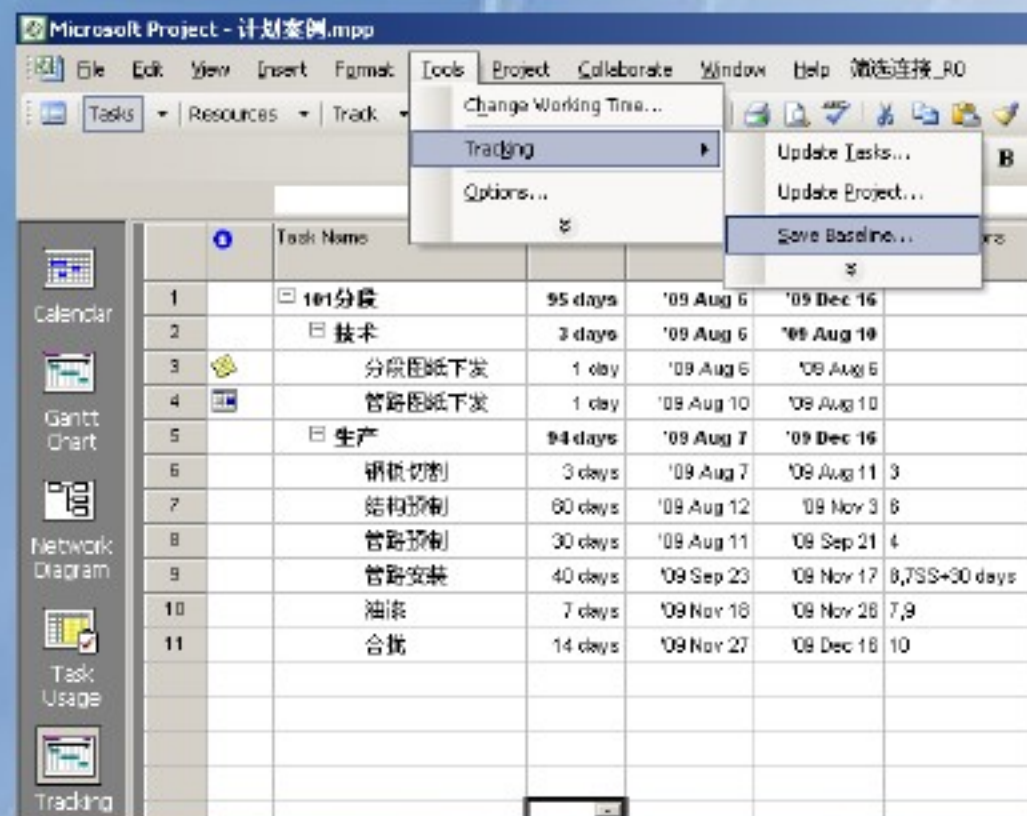 Microsoft Project - 计划案例.mpp
File Edit View Insert Format Tools Project Collaborate Window Help 筛选连接_R0
Tasks Resources Track
Change Working Time...
Tracking
Options...
Update Tasks...
Update Project...
Save Baseline...
B
Task Name
1 101分段 95 days '09 Aug 6 '09 Dec 16
2 技术 3 days '09 Aug 6 '09 Aug 10
3 分段图纸下发 1 day '09 Aug 6 '09 Aug 6
4 管路图纸下发 1 day '09 Aug 10 '09 Aug 10
5 生产 94 days '09 Aug 7 '09 Dec 16
6 钢板切割 3 days '09 Aug 7 '09 Aug 11 3
7 结构预制 60 days '09 Aug 12 '09 Nov 3 6
8 管路预制 30 days '09 Aug 11 '09 Sep 21 4
9 管路安装 40 days '09 Sep 23 '09 Nov 17 8,7SS+30 days
10 油漆 7 days '09 Nov 18 '09 Nov 26 7,9
11 合拢 14 days '09 Nov 27 '09 Dec 16 10
Calendar
Gantt
Chart
Network
Diagram
Task
Usage
Tracking